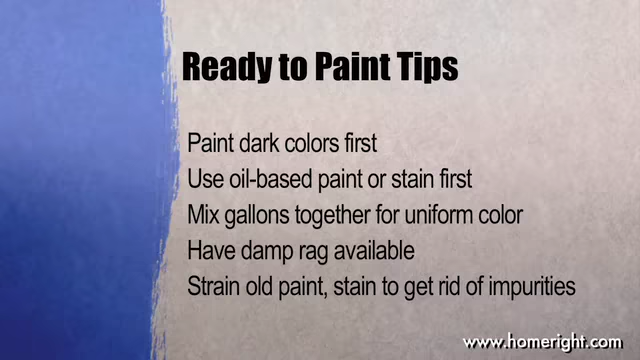 Ready to Paint Tips
Paint dark colors first
Use oil-based paint or stain first
Mix gallons together for uniform color
Have damp rag available
Strain old paint, stain to get rid of impurities
www.homeright.com